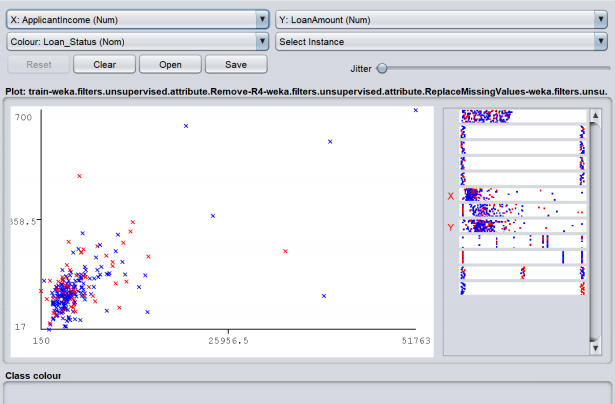 X: ApplicantIncome (Num) Y: LoanAmount (Num)
Colour: Loan_Status (Nom) Select Instance
Reset Clear Open Save Jitter
Plot: train-weka.filters.unsupervised.attribute.Remove-R4-weka.filters.unsupervised.attribute.ReplaceMissingValues-weka.filters.unsu.
700
358.5
17
150 25956.5 51763
X
Y
Class colour